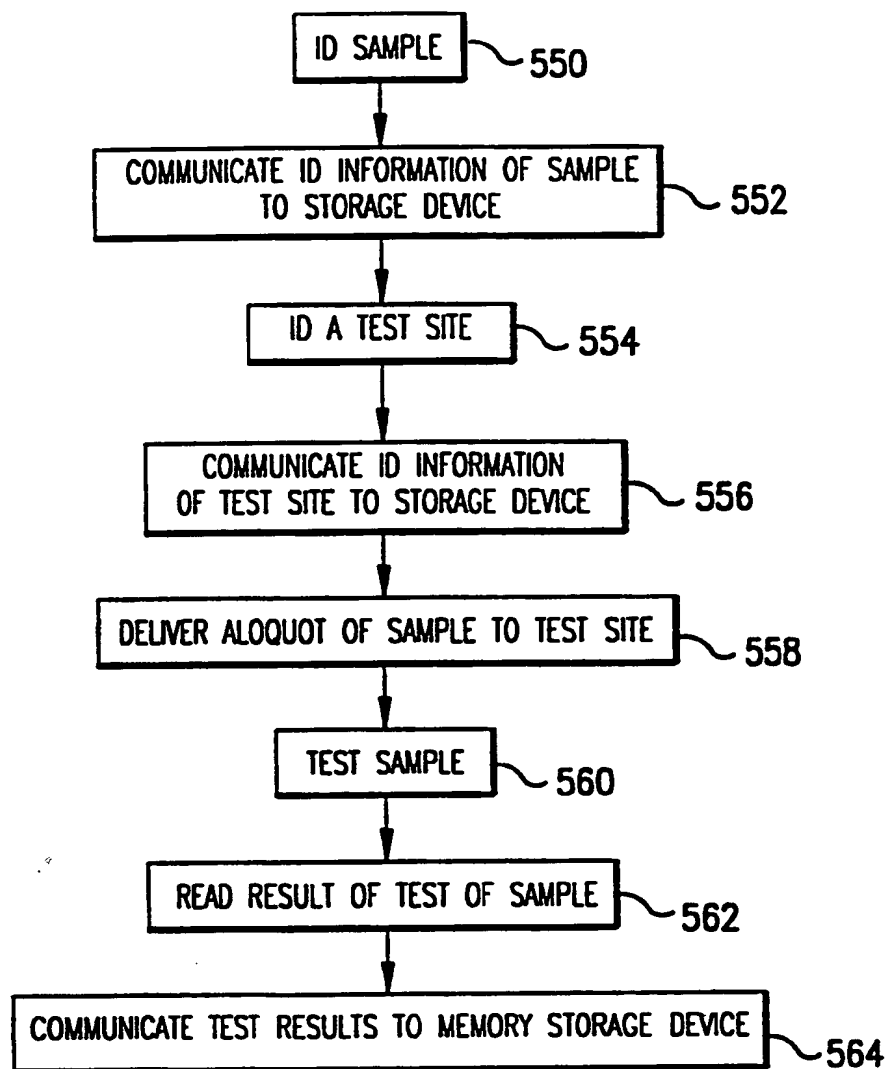 ID SAMPLE 550
COMMUNICATE ID INFORMATION OF SAMPLE
TO STORAGE DEVICE 552
ID A TEST SITE 554
COMMUNICATE ID INFORMATION
OF TEST SITE TO STORAGE DEVICE 556
DELIVER ALOQUOT OF SAMPLE TO TEST SITE 558
TEST SAMPLE 560
READ RESULT OF TEST OF SAMPLE 562
COMMUNICATE TEST RESULTS TO MEMORY STORAGE DEVICE 564